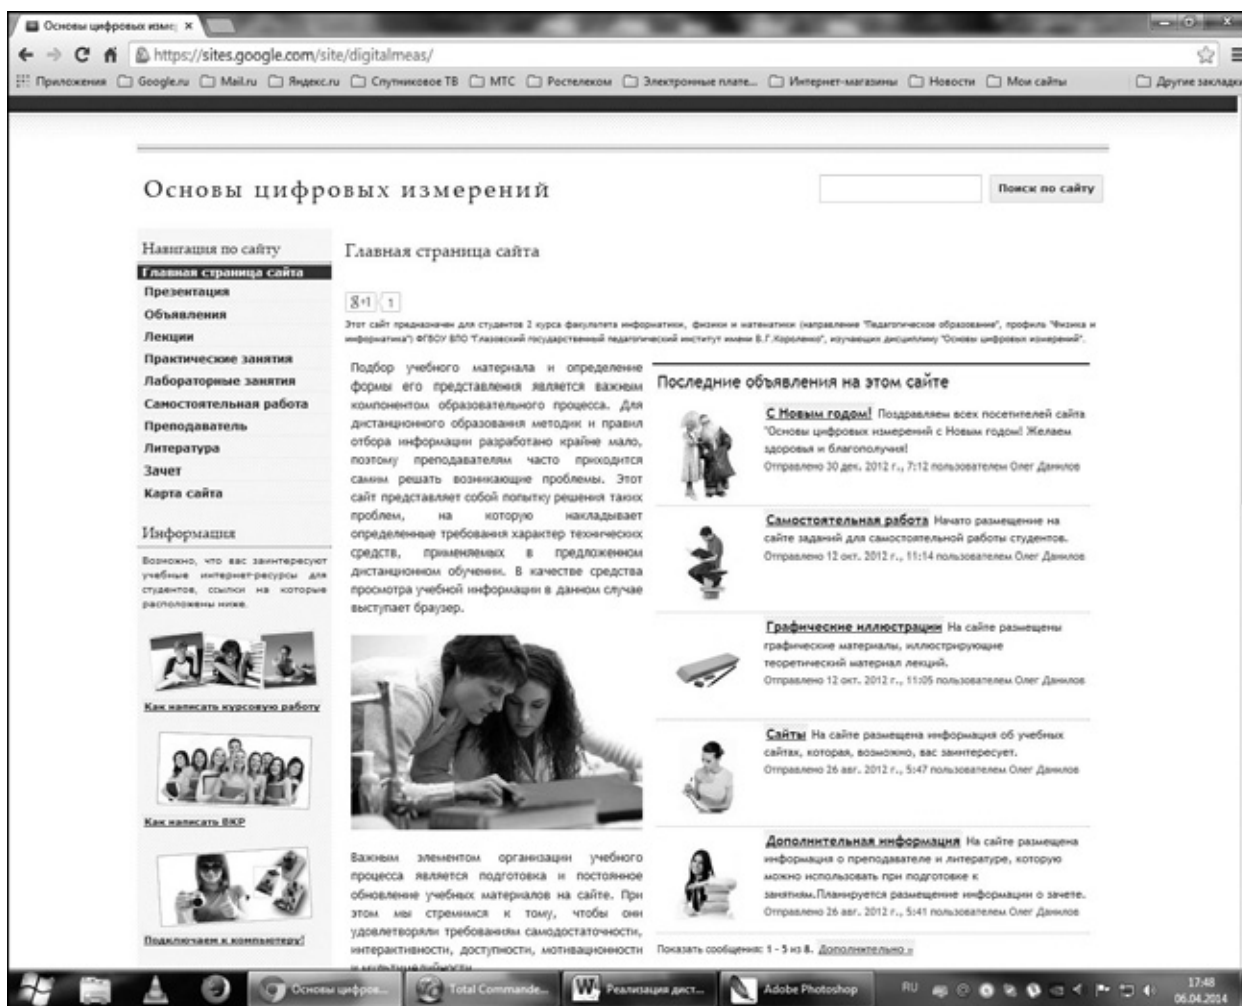 Основы цифровых измер
https://sites.google.com/site/digitalmeas/
Приложения Google.ru Mail.ru Яндекс.ru Спутниковое ТВ МТС Ростелеком Электронные плате... Интернет-магазины Новости Мои сайты Другие закладки
Основы цифровых измерений
Поиск по сайту
Навигация по сайту
Главная страница сайта
Презентация
Объявления
Лекции
Практические занятия
Лабораторные занятия
Самостоятельная работа
Преподаватель
Литература
Зачет
Карта сайта
Информация
Возможно, что вас заинтересуют
учебные интернет-ресурсы для
студентов, ссылки на которые
расположены ниже.
Как написать курсовую работу
Как написать ВКР
Подключаем к компьютеру!
Главная страница сайта
g+1 1
Этот сайт предназначен для студентов 2 курса факультета информатики, физики и математики (направление "Педагогическое образование", профиль "Физика и
информатика") ФГБОУ ВПО "Глазовский государственный педагогический институт имени В.Г.Короленко", изучающих дисциплину "Основы цифровых измерений".
Подбор учебного материала и определение
формы его представления является важным
компонентом образовательного процесса. Для
дистанционного образования методик и правил
отбора информации разработано крайне мало,
поэтому преподавателям часто приходится
самим решать возникающие проблемы. Этот
сайт представляет собой попытку решения таких
проблем, на которую накладывает
определенные требования характер технических
средств, применяемых в предложенном
дистанционном обучении. В качестве средства
просмотра учебной информации в данном случае
выступает браузер.
Важным элементом организации учебного
процесса является подготовка и постоянное
обновление учебных материалов на сайте. При
этом мы стремимся к тому, чтобы они
удовлетворяли требованиям самодостаточности,
интерактивности, доступности, мотивационности
и мультимедийности
Последние объявления на этом сайте
С Новым годом! Поздравляем всех посетителей сайта
"Основы цифровых измерений с Новым годом! Желаем
здоровья и благополучия!
Отправлено 30 дек. 2012 г., 7:12 пользователем Олег Данилов
Самостоятельная работа Начато размещение на
сайте заданий для самостоятельной работы студентов.
Отправлено 12 окт. 2012 г., 11:14 пользователем Олег Данилов
Графические иллюстрации На сайте размещены
графические материалы, иллюстрирующие
теоретический материал лекций.
Отправлено 12 окт. 2012 г., 11:05 пользователем Олег Данилов
Сайты На сайте размещена информация об учебных
сайтах, которая, возможно, вас заинтересует.
Отправлено 26 авг. 2012 г., 5:47 пользователем Олег Данилов
Дополнительная информация На сайте размещена
информация о преподавателе и литературе, которую
можно использовать при подготовке к
занятиям.Планируется размещение информации о зачете.
Отправлено 26 авг. 2012 г., 5:41 пользователем Олег Данилов
Показать сообщения: 1 - 5 из 8. Дополнительно »
Основы цифров... Total Commande... Реализация дист... Adobe Photoshop RU 17:48
06.04.2014